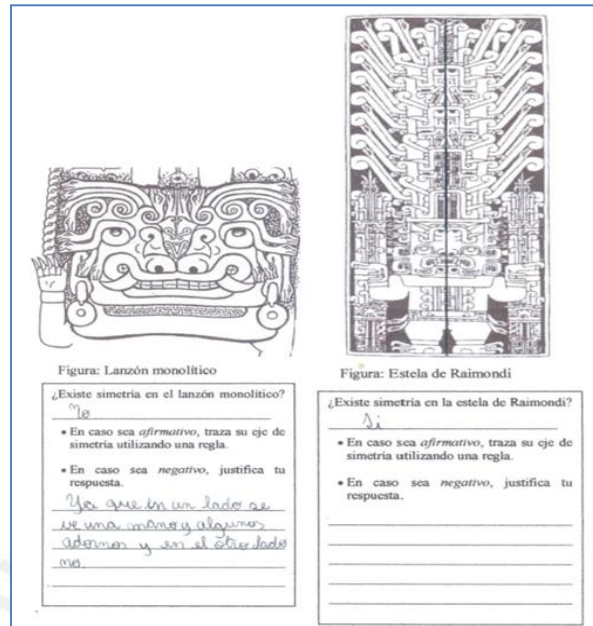 Figura: Lanzón monolítico
¿Existe simetría en el lanzón monolítico?
No
• En caso sea afirmativo, traza su eje de
simetría utilizando una regla.
• En caso sea negativo, justifica tu
respuesta.
Ya que en un lado se
ve una mano y algunos
adornos y en el otro lado
no.
Figura: Estela de Raimondi
¿Existe simetría en la estela de Raimondi?
Si
• En caso sea afirmativo, traza su eje de
simetría utilizando una regla.
• En caso sea negativo, justifica tu
respuesta.